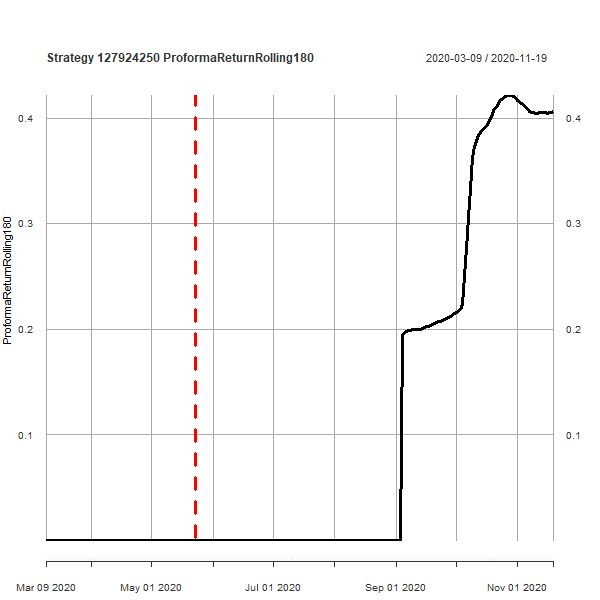 Strategy 127924250 ProformaReturnRolling180
2020-03-09 / 2020-11-19
ProformaReturnRolling180
0.4
0.4
0.3
0.3
0.2
0.2
0.1
0.1
Mar 09 2020
May 01 2020
Jul 01 2020
Sep 01 2020
Nov 01 2020